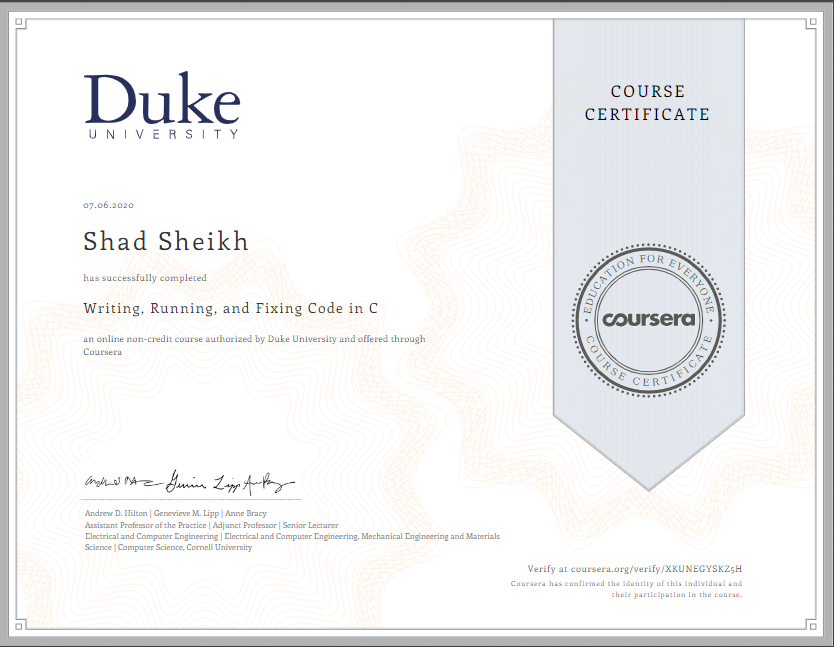 Duke
UNIVERSITY
COURSE
CERTIFICATE
07.06.2020
Shad Sheikh
has successfully completed
Writing, Running, and Fixing Code in C
an online non-credit course authorized by Duke University and offered through
Coursera
EDUCATION FOR EVERYONE
coursera
COURSE CERTIFICATE
Andrew D. Hilton | Genevieve M. Lipp | Anne Bracy
Assistant Professor of the Practice | Adjunct Professor | Senior Lecturer
Electrical and Computer Engineering | Electrical and Computer Engineering, Mechanical Engineering and Materials
Science | Computer Science, Cornell University
Verify at coursera.org/verify/XKUNEGYSKZ5H
Coursera has confirmed the identity of this individual and
their participation in the course.